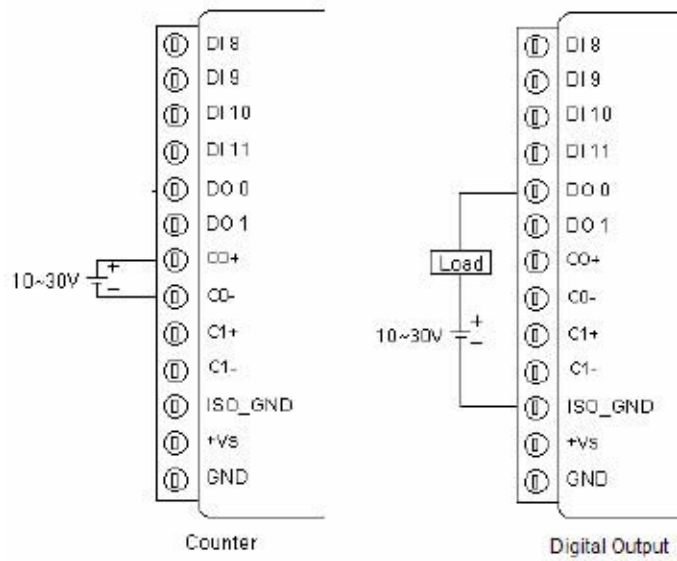 DI 8
DI 9
DI 10
DI 11
DO 0
DO 1
C0+
C0-
C1+
C1-
ISO_GND
+Vs
GND
10~30V
+
-
Counter
DI 8
DI 9
DI 10
DI 11
DO 0
DO 1
C0+
C0-
C1+
C1-
ISO_GND
+Vs
GND
Load
10~30V
+
-
Digital Output